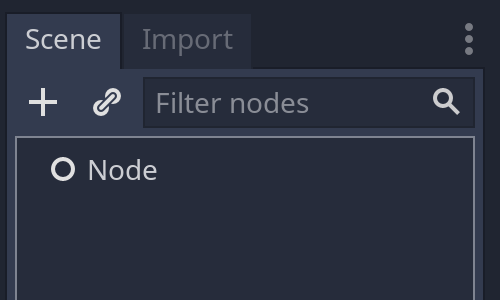 Scene Import
Filter nodes
Node